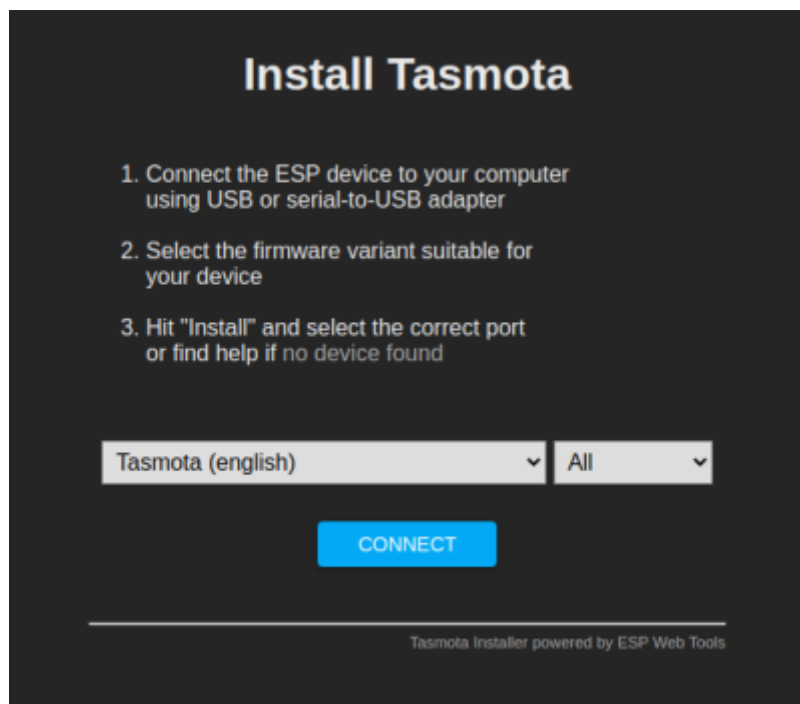 Install Tasmota
1. Connect the ESP device to your computer
using USB or serial-to-USB adapter
2. Select the firmware variant suitable for
your device
3. Hit "Install" and select the correct port
or find help if no device found
Tasmota (english) All
CONNECT
Tasmota Installer powered by ESP Web Tools